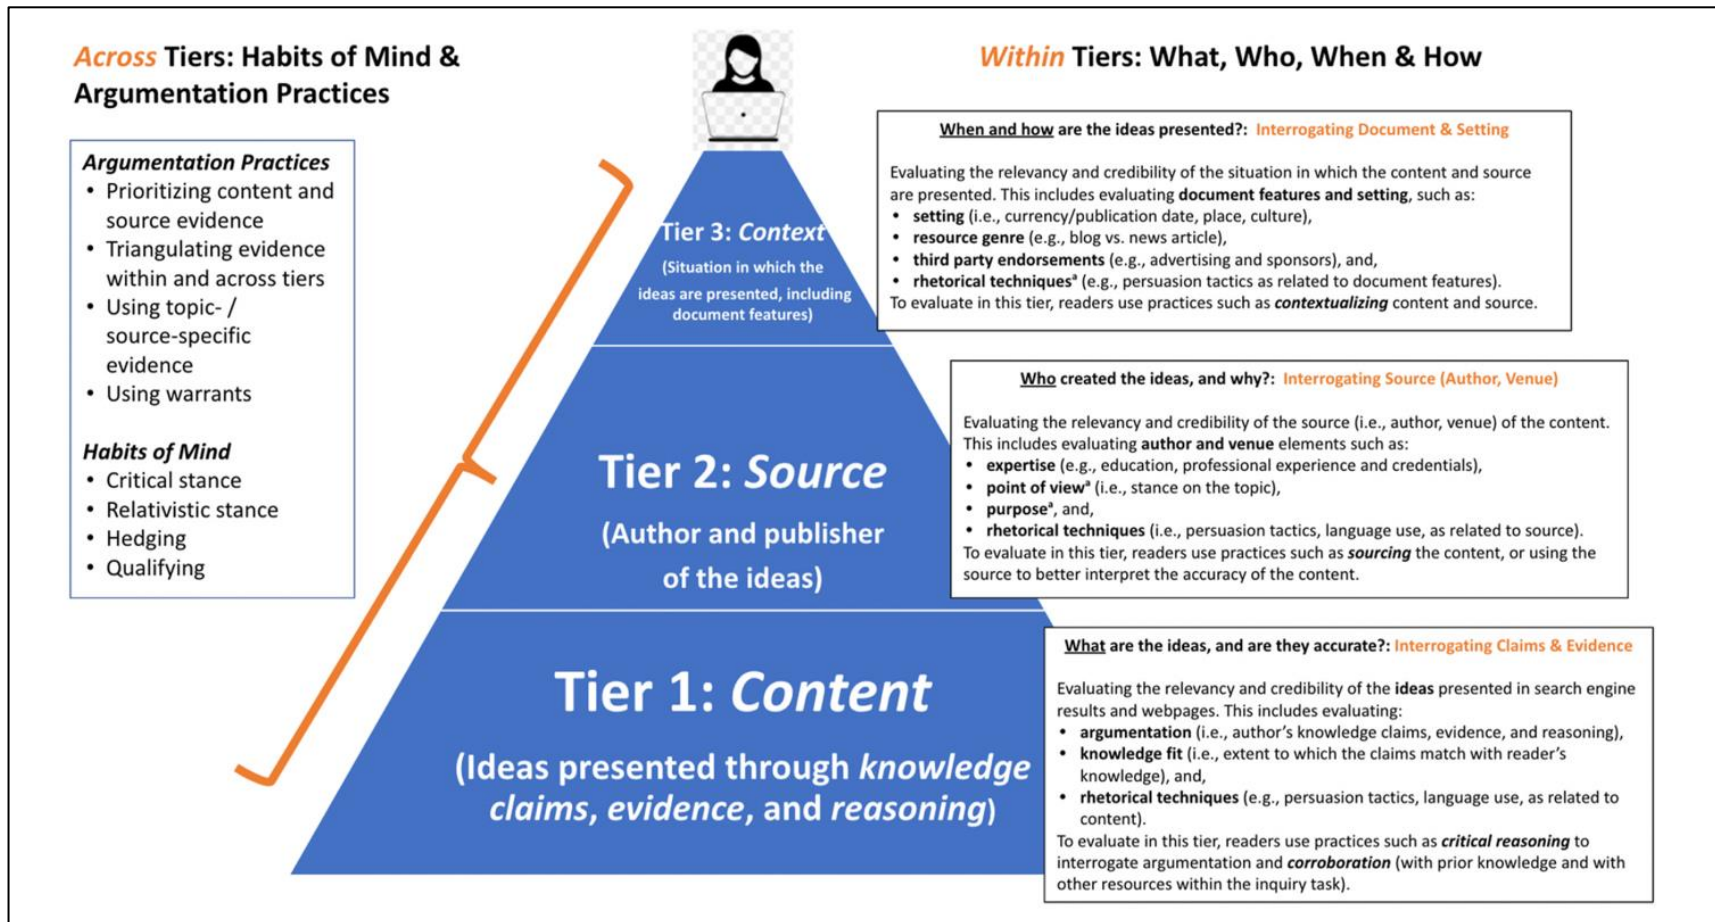 Across Tiers: Habits of Mind &
Argumentation Practices
Argumentation Practices
• Prioritizing content and
source evidence
• Triangulating evidence
within and across tiers
• Using topic- /
source-specific
evidence
• Using warrants
Habits of Mind
• Critical stance
• Relativistic stance
• Hedging
• Qualifying
Tier 3: Context
(Situation in which the
ideas are presented, including
document features)
Tier 2: Source
(Author and publisher
of the ideas)
Tier 1: Content
(Ideas presented through knowledge
claims, evidence, and reasoning)
Within Tiers: What, Who, When & How
When and how are the ideas presented?: Interrogating Document & Setting
Evaluating the relevancy and credibility of the situation in which the content and source
are presented. This includes evaluating document features and setting, such as:
• setting (i.e., currency/publication date, place, culture),
• resource genre (e.g., blog vs. news article),
• third party endorsements (e.g., advertising and sponsors), and,
• rhetorical techniquesᵃ (e.g., persuasion tactics as related to document features).
To evaluate in this tier, readers use practices such as contextualizing content and source.
Who created the ideas, and why?: Interrogating Source (Author, Venue)
Evaluating the relevancy and credibility of the source (i.e., author, venue) of the content.
This includes evaluating author and venue elements such as:
• expertise (e.g., education, professional experience and credentials),
• point of viewᵃ (i.e., stance on the topic),
• purposeᵃ, and,
• rhetorical techniques (i.e., persuasion tactics, language use, as related to source).
To evaluate in this tier, readers use practices such as sourcing the content, or using the
source to better interpret the accuracy of the content.
What are the ideas, and are they accurate?: Interrogating Claims & Evidence
Evaluating the relevancy and credibility of the ideas presented in search engine
results and webpages. This includes evaluating:
• argumentation (i.e., author's knowledge claims, evidence, and reasoning),
• knowledge fit (i.e., extent to which the claims match with reader's
knowledge), and,
• rhetorical techniques (e.g., persuasion tactics, language use, as related to
content).
To evaluate in this tier, readers use practices such as critical reasoning to
interrogate argumentation and corroboration (with prior knowledge and with
other resources within the inquiry task).